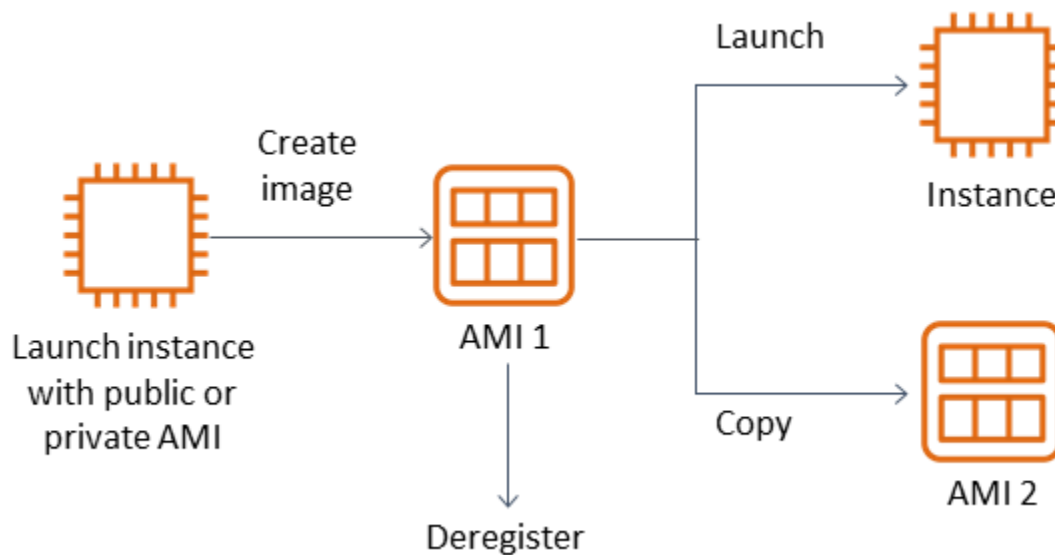 Launch
Create
image
Instance
AMI 1
Launch instance
with public or
private AMI
Copy
AMI 2
Deregister